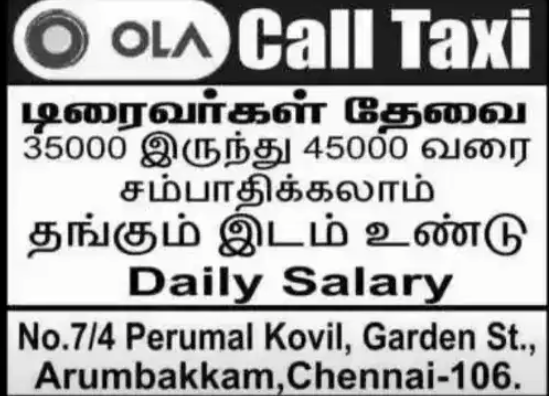 OLA Call Taxi
டிரைவர்கள் தேவை
35000 இருந்து 45000 வரை
சம்பாதிக்கலாம்
தங்கும் இடம் உண்டு
Daily Salary
No.7/4 Perumal Kovil, Garden St.,
Arumbakkam,Chennai-106.